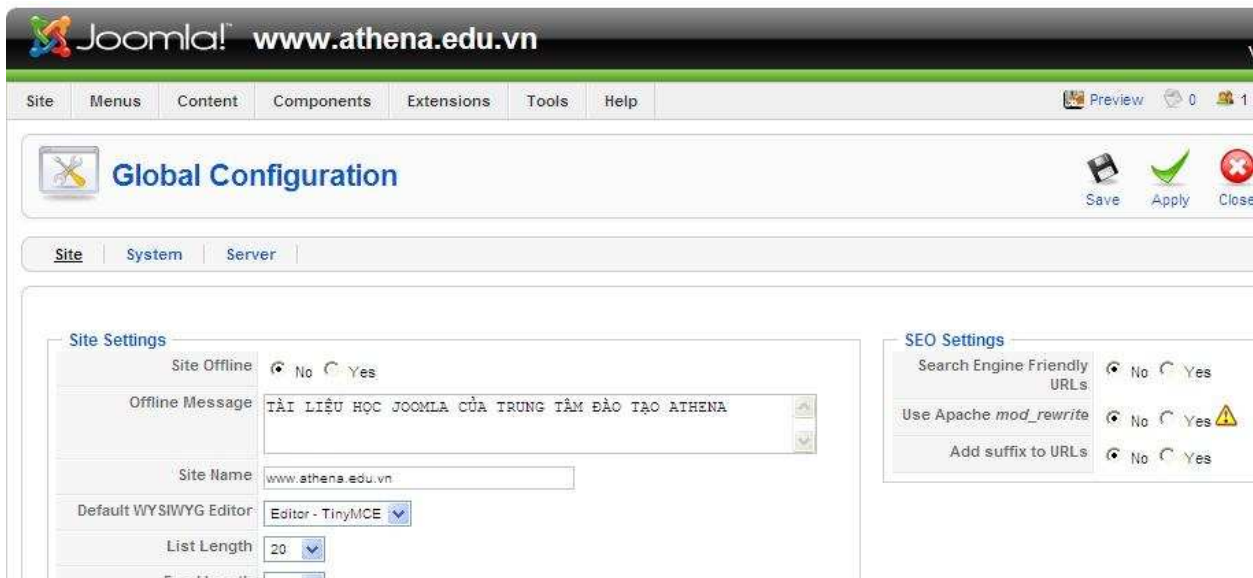 Joomla! www.athena.edu.vn
Site Menus Content Components Extensions Tools Help Preview 0 1
Global Configuration
Save Apply Close
Site System Server
Site Settings
Site Offline No Yes
Offline Message TÀI LIỆU HỌC JOOMLA CỦA TRUNG TÂM ĐÀO TẠO ATHENA
Site Name www.athena.edu.vn
Default WYSIWYG Editor Editor - TinyMCE
List Length 20
SEO Settings
Search Engine Friendly
URLs No Yes
Use Apache mod_rewrite No Yes
Add suffix to URLs No Yes